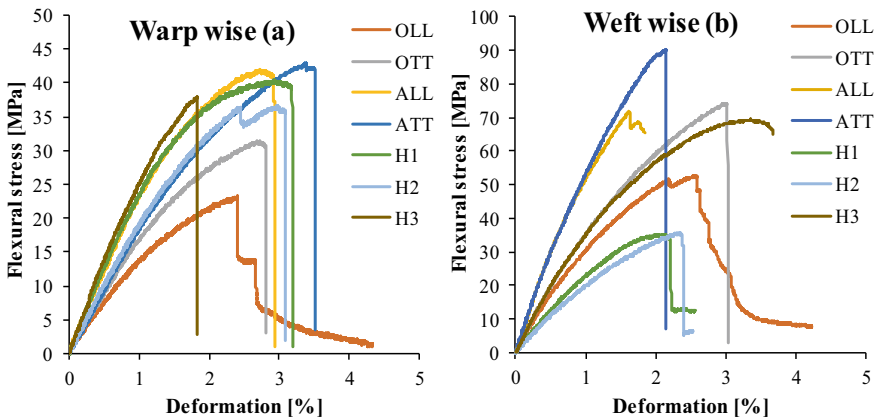 Warp wise (a)
Flexural stress [MPa]
50
45
40
35
30
25
20
15
10
5
0
0 1 2 3 4 5
Deformation [%]
OLL
OTT
ALL
ATT
H1
H2
H3
Weft wise (b)
Flexural stress [MPa]
100
90
80
70
60
50
40
30
20
10
0
0 1 2 3 4 5
Deformation [%]
OLL
OTT
ALL
ATT
H1
H2
H3